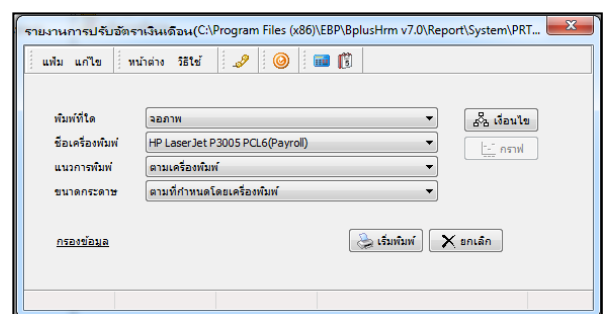 รายงานการปรับอัตราเงินเดือน(C:\Program Files (x86)\EBP\BplusHrm v7.0\Report\System\PRT...
แฟ้ม แก้ไข หน้าต่าง วิธีใช้
พิมพ์ที่ใด จอภาพ เงื่อนไข
ชื่อเครื่องพิมพ์ HP LaserJet P3005 PCL6(Payroll) กราฟ
แนวการพิมพ์ ตามเครื่องพิมพ์
ขนาดกระดาษ ตามที่กำหนดโดยเครื่องพิมพ์
กรองข้อมูล เริ่มพิมพ์ ยกเลิก